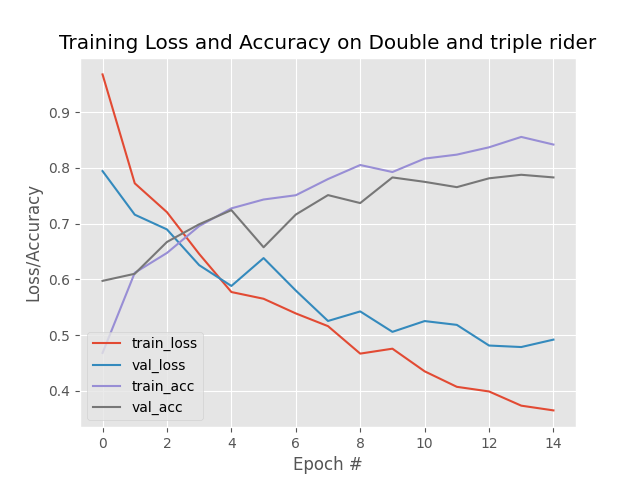 Training Loss and Accuracy on Double and triple rider
Loss/Accuracy
0.9
0.8
0.7
0.6
0.5
0.4
train_loss
val_loss
train_acc
val_acc
0 2 4 6 8 10 12 14
Epoch #